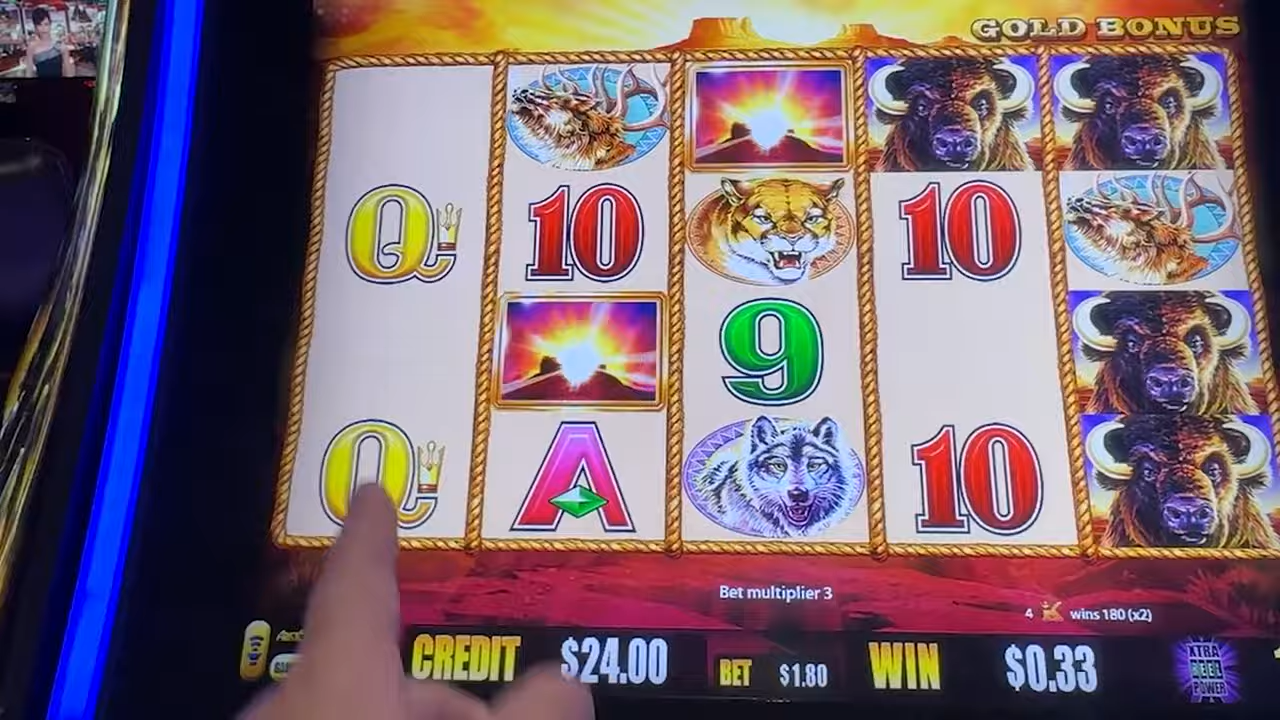 GOLD BONUS
Q 10 10
9
Q A 10
Bet multiplier 3
4 wins 180 (x2)
CREDIT $24.00 BET $1.80 WIN $0.33
XTRA
REEL
POWER